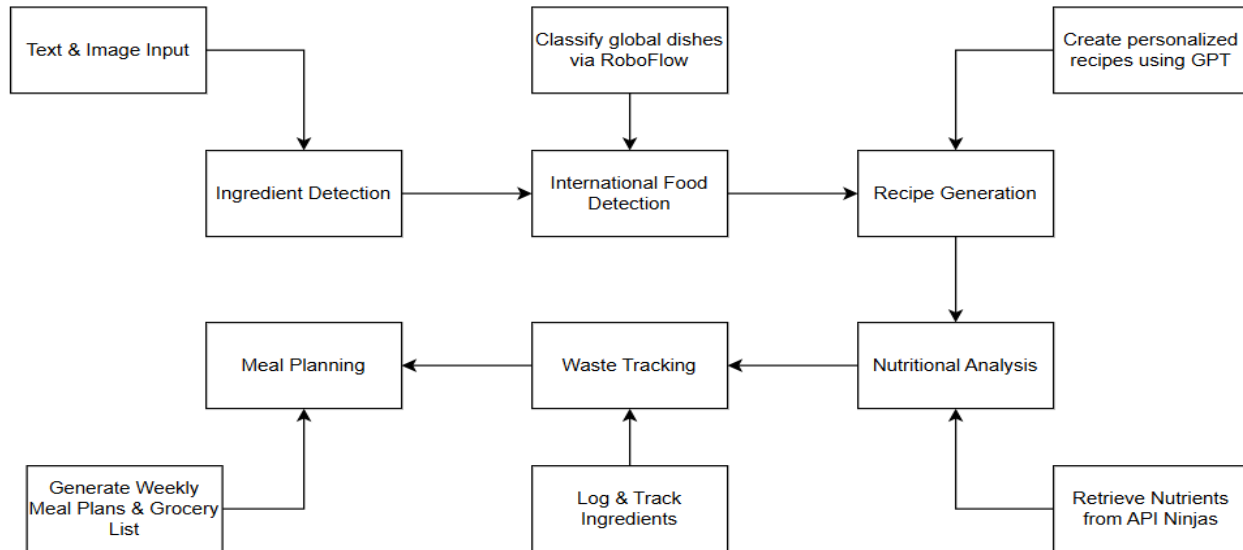 Text & Image Input
Classify global dishes
via RoboFlow
Create personalized
recipes using GPT
Ingredient Detection
International Food
Detection
Recipe Generation
Meal Planning
Waste Tracking
Nutritional Analysis
Generate Weekly
Meal Plans & Grocery
List
Log & Track
Ingredients
Retrieve Nutrients
from API Ninjas